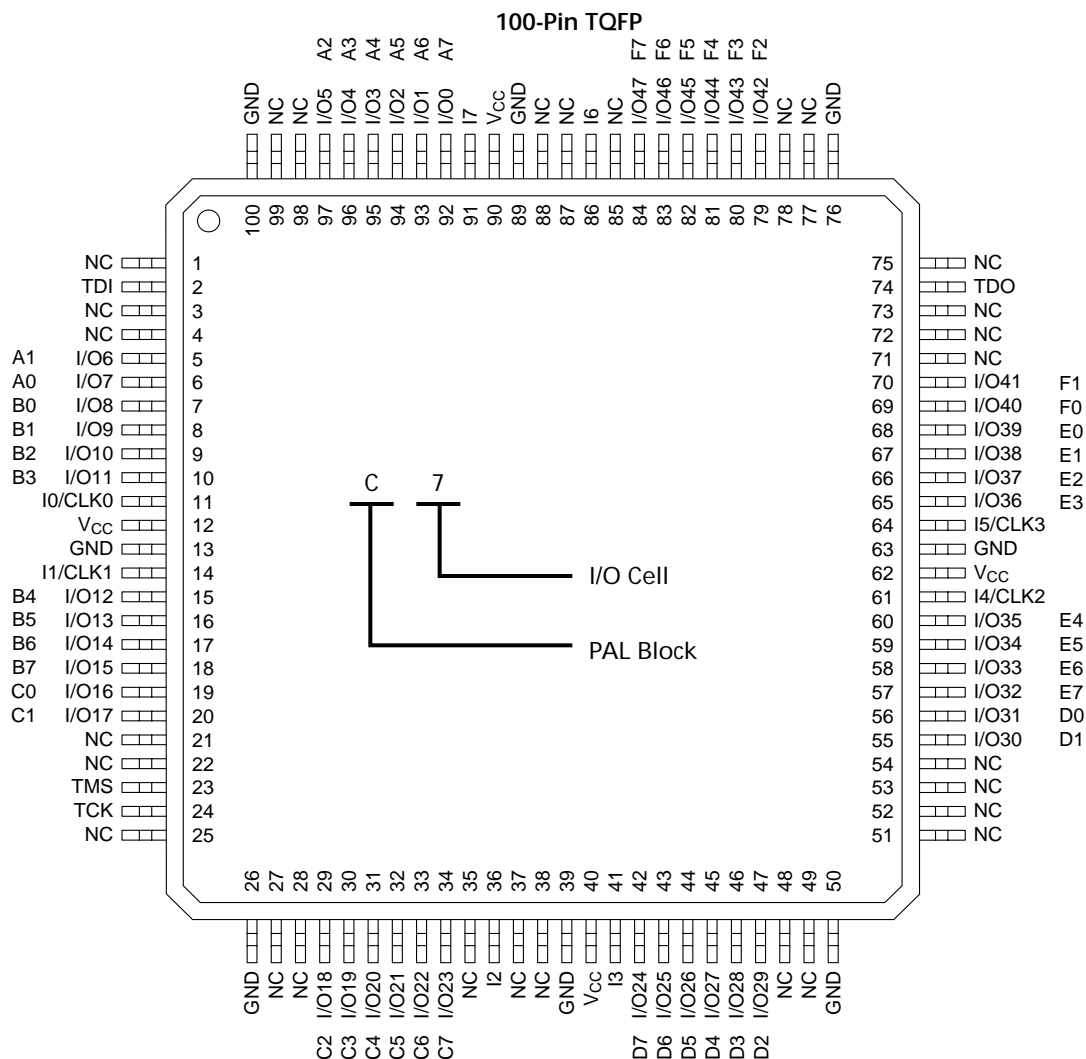 100-Pin TQFP
A2 A3 A4 A5 A6 A7 F7 F6 F5 F4 F3 F2
GND NC NC I/O5 I/O4 I/O3 I/O2 I/O1 I/O0 I7 VCC GND NC NC I6 NC I/O47 I/O46 I/O45 I/O44 I/O43 I/O42 NC NC GND
100 99 98 97 96 95 94 93 92 91 90 89 88 87 86 85 84 83 82 81 80 79 78 77 76
NC 1 75 NC
TDI 2 74 TDO
NC 3 73 NC
NC 4 72 NC
A1 I/O6 5 71 NC
A0 I/O7 6 70 I/O41 F1
B0 I/O8 7 69 I/O40 F0
B1 I/O9 8 68 I/O39 E0
B2 I/O10 9 67 I/O38 E1
B3 I/O11 10 66 I/O37 E2
I0/CLK0 11 65 I/O36 E3
C 7
VCC 12 64 I5/CLK3
GND 13 63 GND
I1/CLK1 14 62 VCC
I/O Cell
B4 I/O12 15 61 I4/CLK2
B5 I/O13 16 60 I/O35 E4
B6 I/O14 17 59 I/O34 E5
PAL Block
B7 I/O15 18 58 I/O33 E6
C0 I/O16 19 57 I/O32 E7
C1 I/O17 20 56 I/O31 D0
NC 21 55 I/O30 D1
NC 22 54 NC
TMS 23 53 NC
TCK 24 52 NC
NC 25 51 NC
26 27 28 29 30 31 32 33 34 35 36 37 38 39 40 41 42 43 44 45 46 47 48 49 50
GND NC NC I/O18 I/O19 I/O20 I/O21 I/O22 I/O23 NC I2 NC NC GND VCC I3 I/O24 I/O25 I/O26 I/O27 I/O28 I/O29 NC NC GND
C2 C3 C4 C5 C6 C7 D7 D6 D5 D4 D3 D2